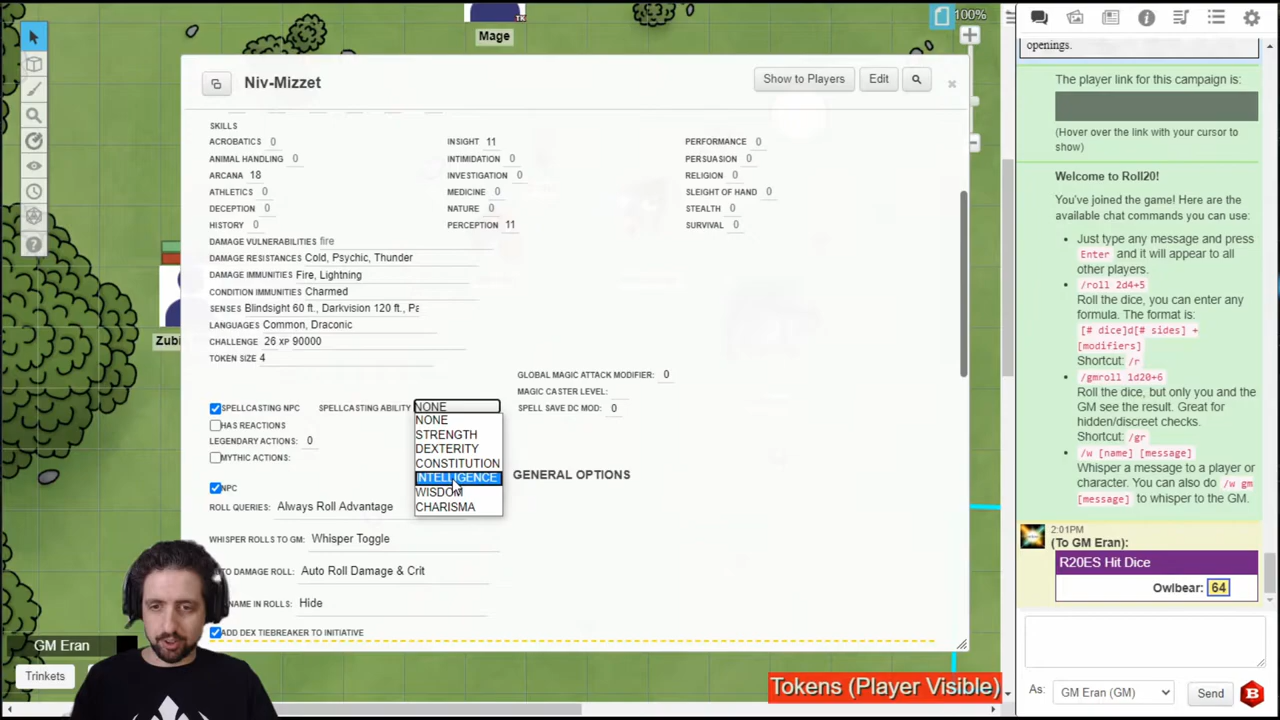 Mage
100%
Niv-Mizzet
Show to Players
Edit
SKILLS
ACROBATICS 0
ANIMAL HANDLING 0
ARCANA 18
ATHLETICS 0
DECEPTION 0
HISTORY 0
INSIGHT 11
INTIMIDATION 0
INVESTIGATION 0
MEDICINE 0
NATURE 0
PERCEPTION 11
PERFORMANCE 0
PERSUASION 0
RELIGION 0
SLEIGHT OF HAND 0
STEALTH 0
SURVIVAL 0
DAMAGE VULNERABILITIES fire
DAMAGE RESISTANCES Cold, Psychic, Thunder
DAMAGE IMMUNITIES Fire, Lightning
CONDITION IMMUNITIES Charmed
SENSES Blindsight 60 ft., Darkvision 120 ft., Pa
LANGUAGES Common, Draconic
CHALLENGE 26 XP 90000
TOKEN SIZE 4
GLOBAL MAGIC ATTACK MODIFIER: 0
MAGIC CASTER LEVEL:
SPELL SAVE DC MOD: 0
SPELLCASTING NPC
SPELLCASTING ABILITY NONE
NONE
STRENGTH
DEXTERITY
CONSTITUTION
INTELLIGENCE
WISDOM
CHARISMA
HAS REACTIONS
LEGENDARY ACTIONS: 0
MYTHIC ACTIONS:
GENERAL OPTIONS
NPC
ROLL QUERIES: Always Roll Advantage
WHISPER ROLLS TO GM: Whisper Toggle
TO DAMAGE ROLL: Auto Roll Damage & Crit
NAME IN ROLLS: Hide
ADD DEX TIEBREAKER TO INITIATIVE
Zubi
GM Eran
Trinkets
Tokens (Player Visible)
openings.
The player link for this campaign is:
(Hover over the link with your cursor to
show)
Welcome to Roll20!
You've joined the game! Here are the
available chat commands you can use:
Just type any message and press
Enter and it will appear to all
other players.
/roll 2d4+5
Roll the dice, you can enter any
formula. The format is:
[# dice]d[# sides] +
[modifiers]
Shortcut: /r
/gmroll 1d20+6
Roll the dice, but only you and the
GM see the result. Great for
hidden/discreet checks.
Shortcut: /gr
/w [name] [message]
Whisper a message to a player or
character. You can also do /w gm
[message] to whisper to the GM.
2:01PM
(To GM Eran):
R20ES Hit Dice
Owlbear: 64
As:
GM Eran (GM)
Send